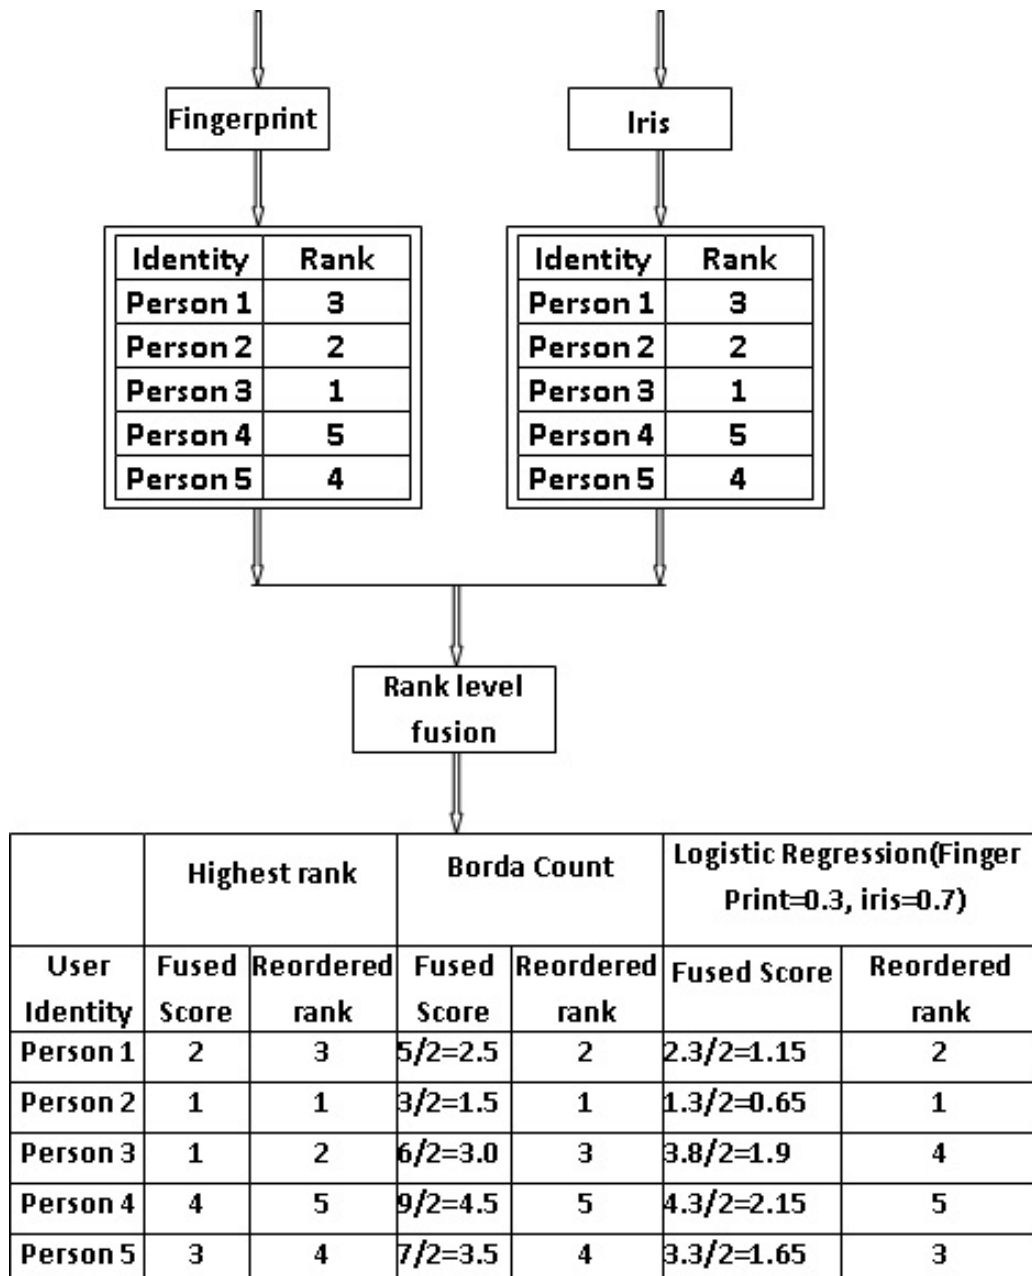 Fingerprint
Iris
Identity Rank
Person 1 3
Person 2 2
Person 3 1
Person 4 5
Person 5 4
Identity Rank
Person 1 3
Person 2 2
Person 3 1
Person 4 5
Person 5 4
Rank level
fusion
Highest rank Borda Count Logistic Regression(Finger
Print=0.3, iris=0.7)
User Fused Reordered Fused Reordered Fused Score Reordered
Identity Score rank Score rank rank
Person 1 2 3 5/2=2.5 2 2.3/2=1.15 2
Person 2 1 1 3/2=1.5 1 1.3/2=0.65 1
Person 3 1 2 6/2=3.0 3 3.8/2=1.9 4
Person 4 4 5 9/2=4.5 5 4.3/2=2.15 5
Person 5 3 4 7/2=3.5 4 3.3/2=1.65 3